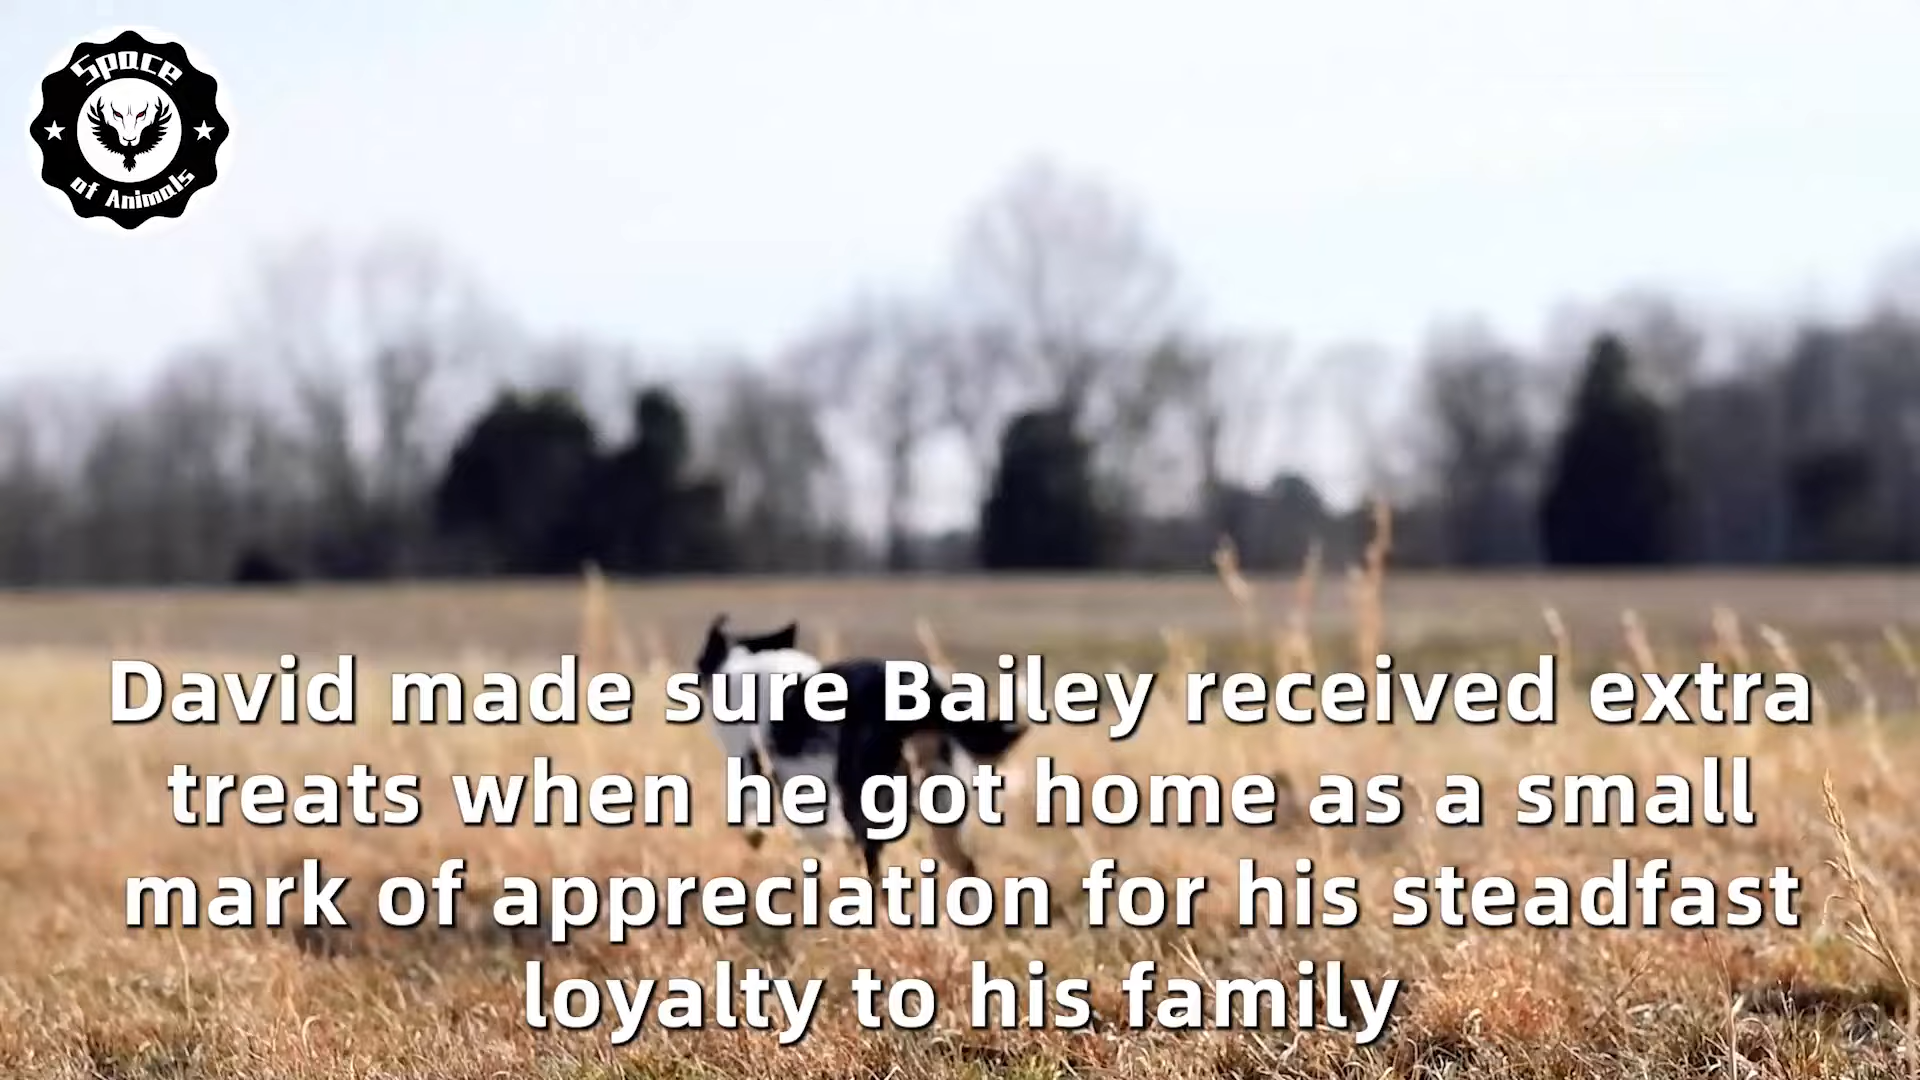 Space
of Animals
David made sure Bailey received extra
treats when he got home as a small
mark of appreciation for his steadfast
loyalty to his family